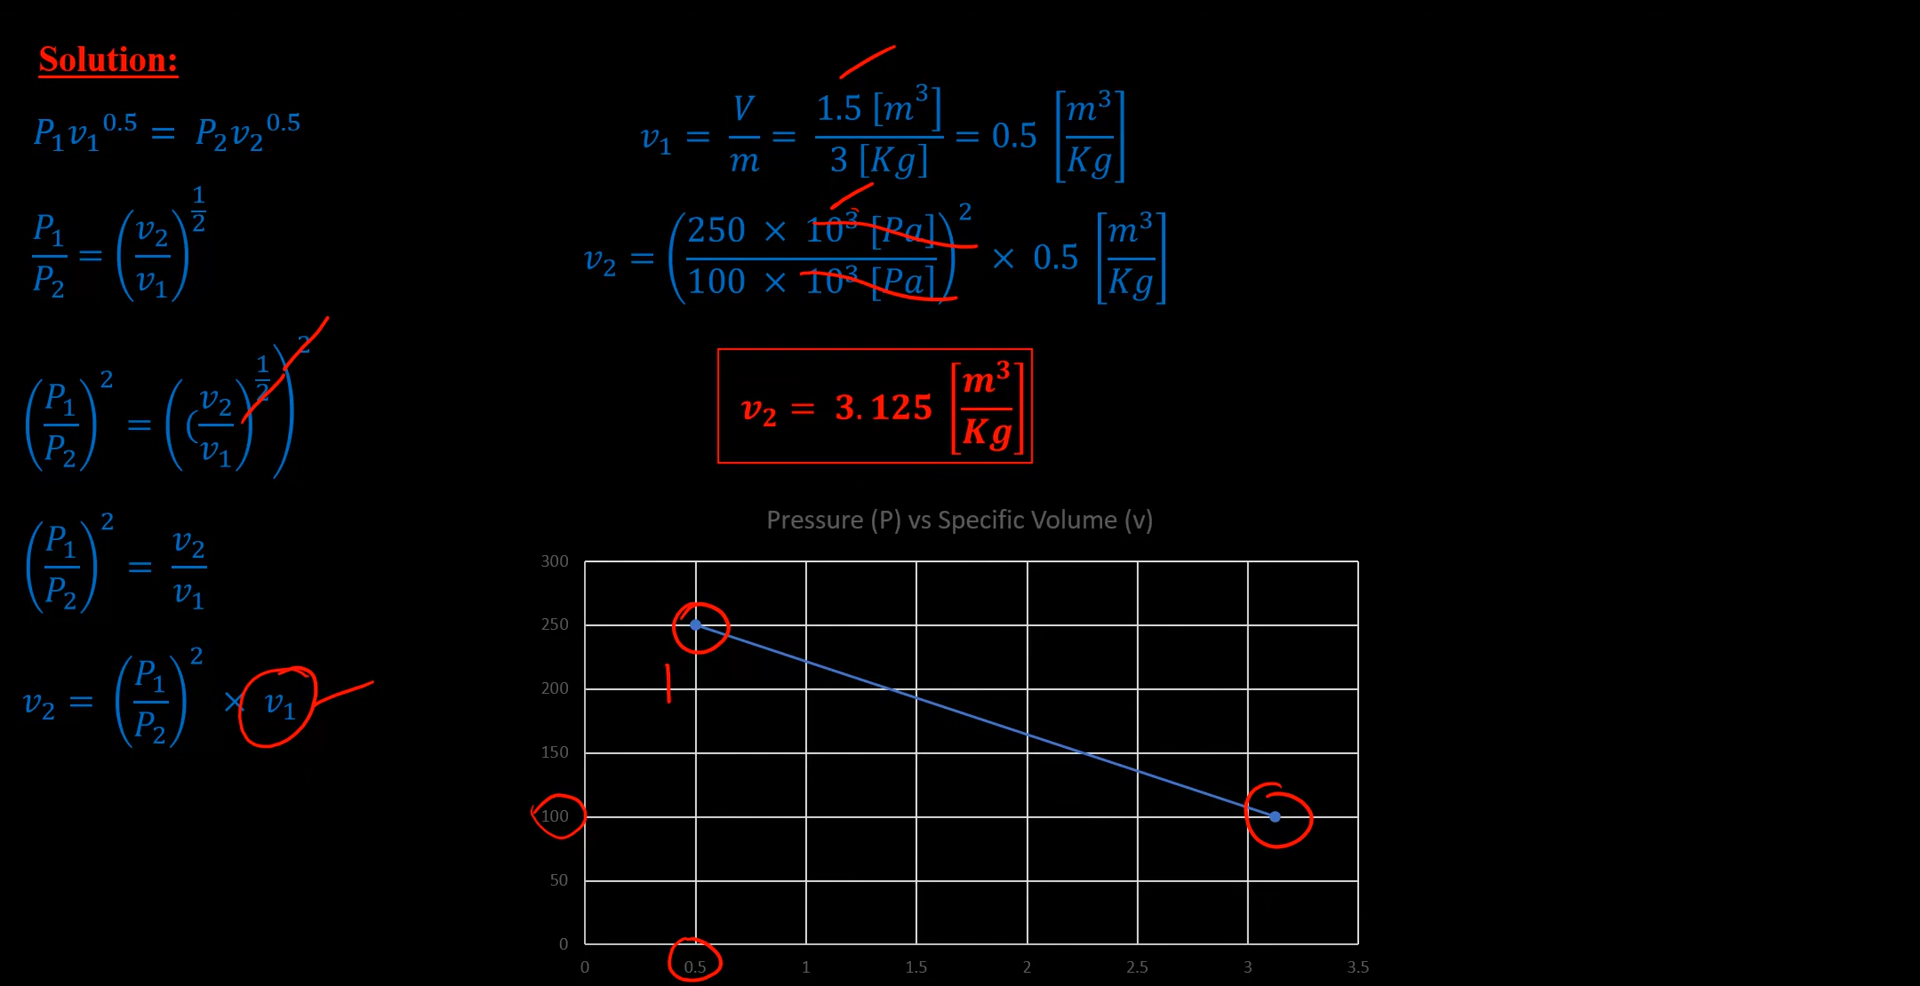 Solution:
P₁v₁^0.5 = P₂v₂^0.5
P₁/P₂ = (v₂/v₁)^(1/2)
(P₁/P₂)^2 = ((v₂/v₁)^(1/2))^2
(P₁/P₂)^2 = v₂/v₁
v₂ = (P₁/P₂)^2 × v₁
v₁ = V/m = 1.5 [m³]/3 [Kg] = 0.5 [m³/Kg]
v₂ = (250 × 10³ [Pa]/100 × 10³ [Pa])^2 × 0.5 [m³/Kg]
v₂ = 3.125 [m³/Kg]
Pressure (P) vs Specific Volume (v)
300
250
200
150
100
50
0
0 0.5 1 1.5 2 2.5 3 3.5